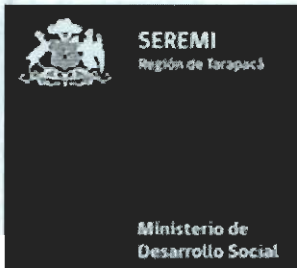 SEREMI
Región de Tarapacá
Ministerio de
Desarrollo Social